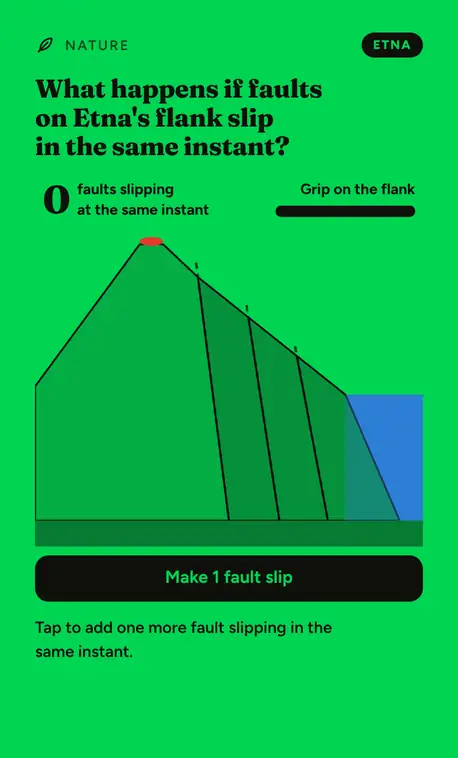 NATURE
ETNA
What happens if faults
on Etna's flank slip
in the same instant?
0
faults slipping
at the same instant
Grip on the flank
Make 1 fault slip
Tap to add one more fault slipping in the
same instant.